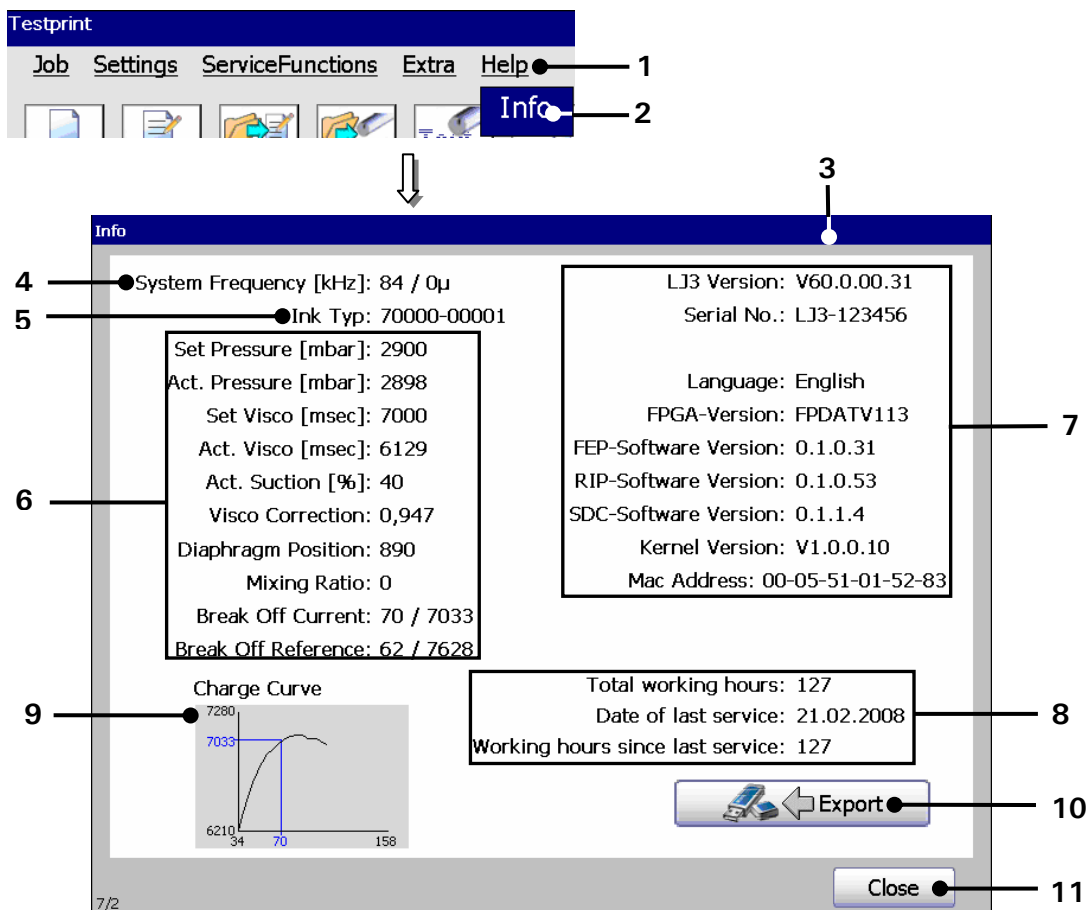 Testprint
Job Settings ServiceFunctions Extra Help 1
Info 2
3
Info
4 System Frequency [kHz]: 84 / 0µ
5 Ink Typ: 70000-00001
6
Set Pressure [mbar]: 2900
Act. Pressure [mbar]: 2898
Set Visco [msec]: 7000
Act. Visco [msec]: 6129
Act. Suction [%]: 40
Visco Correction: 0,947
Diaphragm Position: 890
Mixing Ratio: 0
Break Off Current: 70 / 7033
Break Off Reference: 62 / 7628
LJ3 Version: V60.0.00.31
Serial No.: LJ3-123456
Language: English
FPGA-Version: FPDATV113
FEP-Software Version: 0.1.0.31
RIP-Software Version: 0.1.0.53
SDC-Software Version: 0.1.1.4
Kernel Version: V1.0.0.10
Mac Address: 00-05-51-01-52-83
7
Charge Curve
9
7280
7033
6210
34 70 158
Total working hours: 127
Date of last service: 21.02.2008
Working hours since last service: 127
8
Export 10
Close 11
7/2